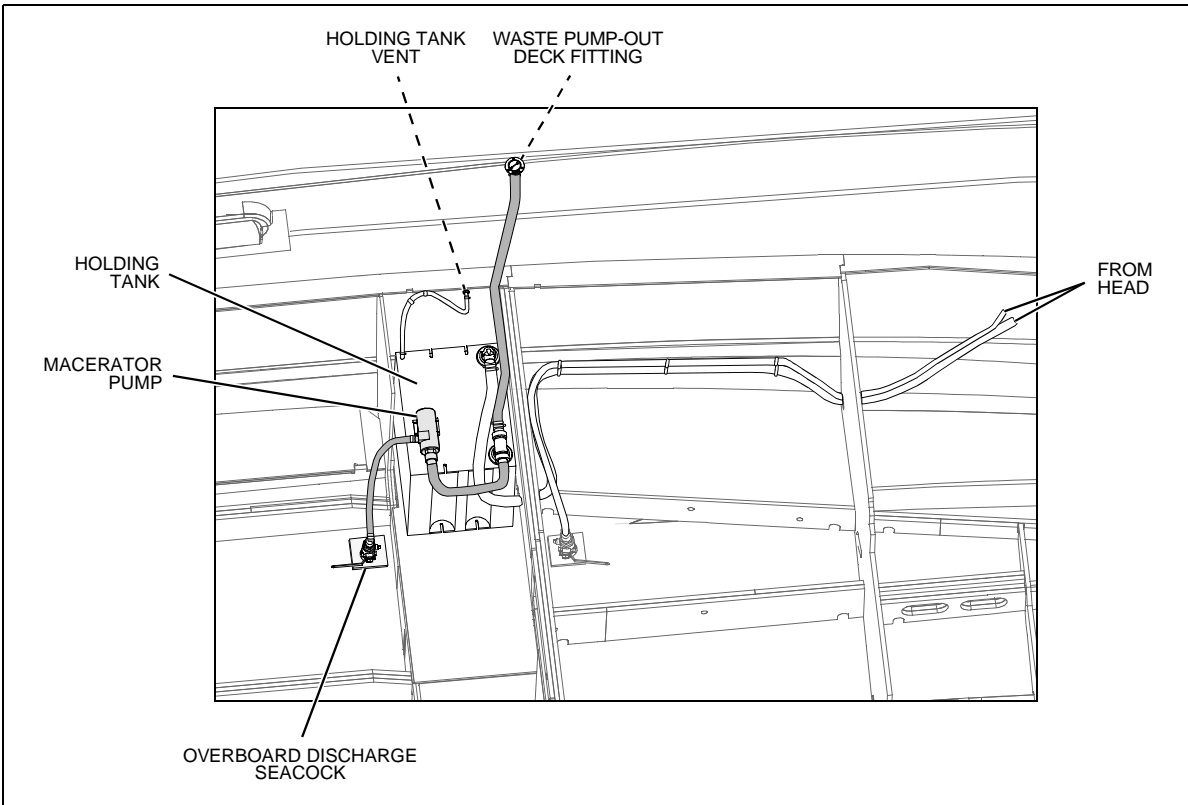 HOLDING TANK
VENT
WASTE PUMP-OUT
DECK FITTING
HOLDING
TANK
FROM
HEAD
MACERATOR
PUMP
OVERBOARD DISCHARGE
SEACOCK